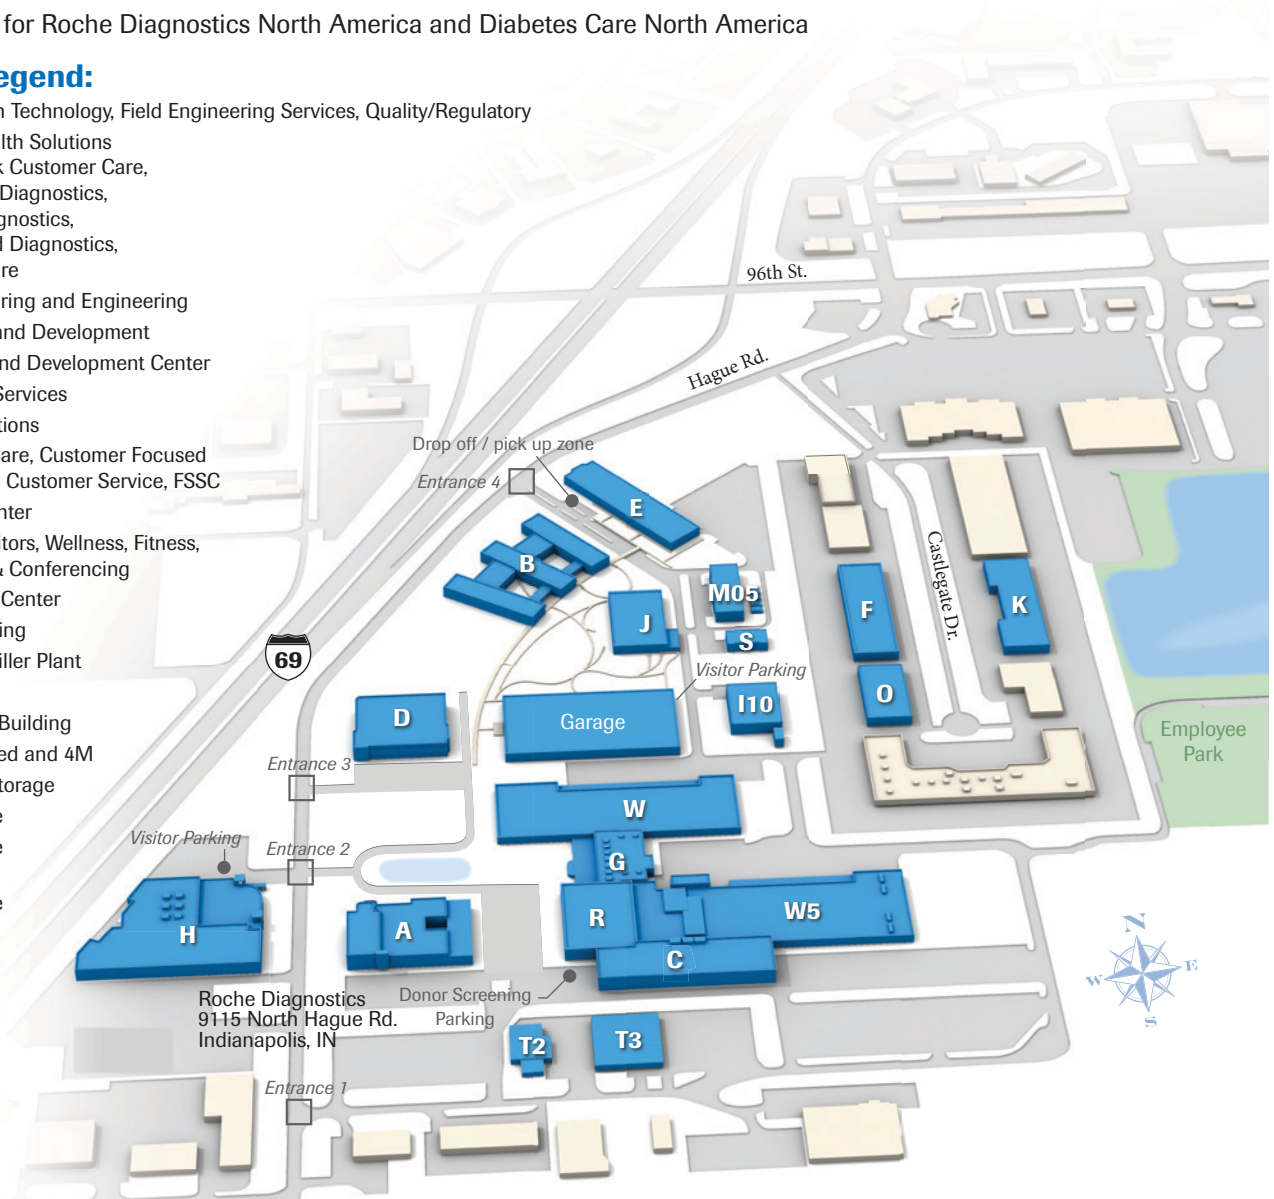 for Roche Diagnostics North America and Diabetes Care North America
egend:
n Technology, Field Engineering Services, Quality/Regulatory
lth Solutions
k Customer Care,
Diagnostics,
gnostics,
d Diagnostics,
re
ring and Engineering
and Development
nd Development Center
Services
tions
are, Customer Focused
Customer Service, FSSC
nter
itors, Wellness, Fitness,
& Conferencing
Center
ing
iller Plant
Building
ed and 4M
torage
e
e
e
96th St.
Hague Rd.
Drop off / pick up zone
Entrance 4
E
B
M05
J
S
F
K
Castlegate Dr.
69
Visitor Parking
I10
O
D
Garage
Employee
Park
Entrance 3
W
Visitor Parking
Entrance 2
G
H
A
R
W5
C
N
W
E
S
Roche Diagnostics
9115 North Hague Rd.
Indianapolis, IN
Donor Screening
Parking
T2
T3
Entrance 1